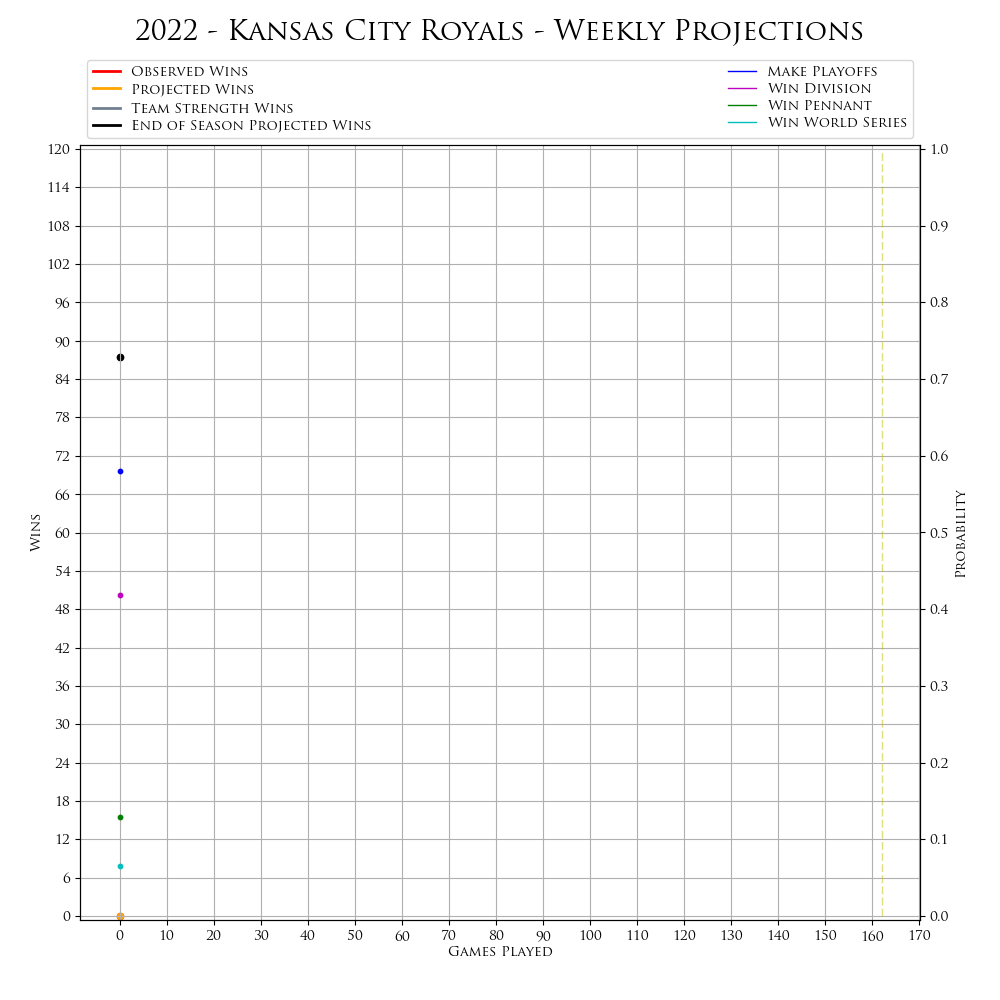 2022 - Kansas City Royals - Weekly Projections
Observed Wins
Projected Wins
Team Strength Wins
End of Season Projected Wins
Make Playoffs
Win Division
Win Pennant
Win World Series
120
114
108
102
96
90
84
78
72
66
60
54
48
42
36
30
24
18
12
6
0
Wins
1.0
0.9
0.8
0.7
0.6
0.5
0.4
0.3
0.2
0.1
0.0
Probability
0 10 20 30 40 50 60 70 80 90 100 110 120 130 140 150 160 170
Games Played